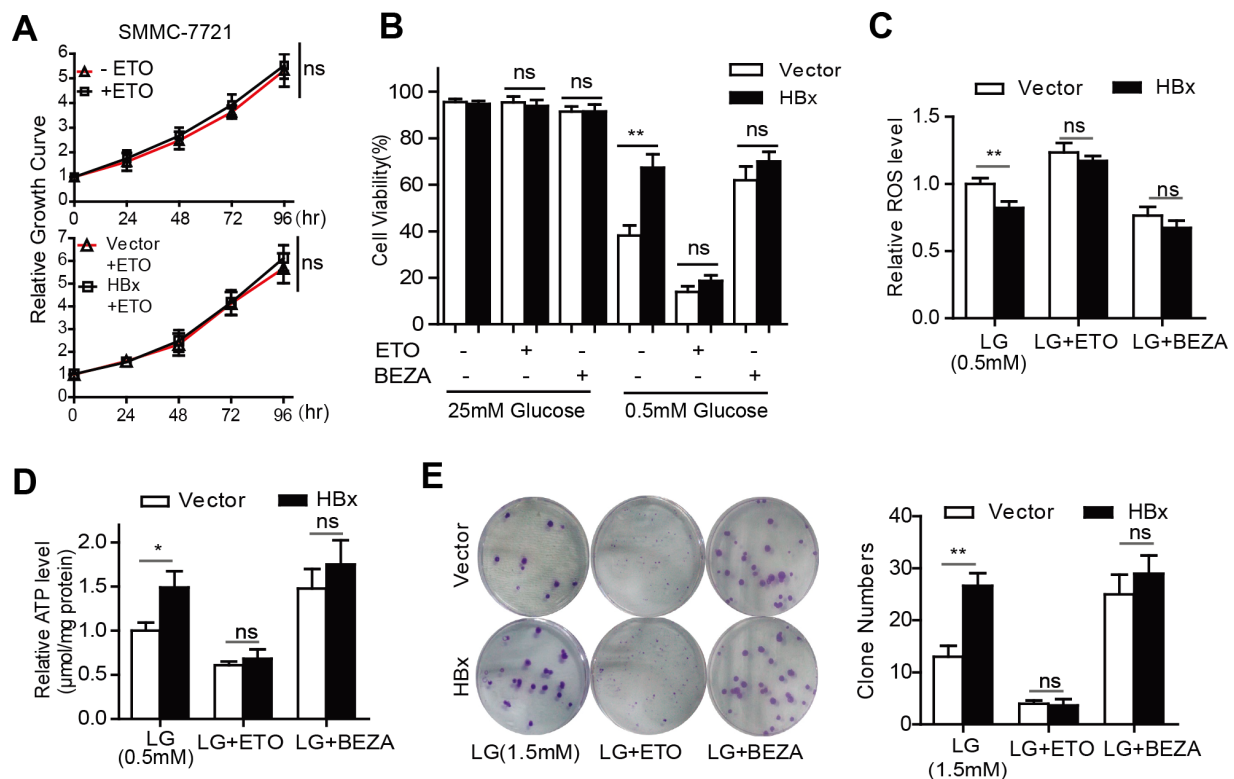 A
SMMC-7721
Relative Growth Curve
6
5
4
3
2
1
0
- ETO
+ETO
ns
0 24 48 72 96 (hr)
7
6
5
4
3
2
1
0
Vector
+ETO
HBx
+ETO
ns
0 24 48 72 96 (hr)
B
Vector
HBx
Cell Viability(%)
100
80
60
40
20
0
ns
ns
**
ns
ns
ETO - + - - + -
BEZA - - + - - +
25mM Glucose 0.5mM Glucose
C
Vector HBx
Relative ROS level
1.5
1.0
0.5
0.0
**
ns
ns
LG LG+ETO LG+BEZA
(0.5mM)
D
Vector HBx
Relative ATP level
(μmol/mg protein)
2.0
1.5
1.0
0.5
0.0
*
ns
ns
LG LG+ETO LG+BEZA
(0.5mM)
E
Vector
HBx
LG(1.5mM) LG+ETO LG+BEZA
Vector HBx
Clone Numbers
40
30
20
10
0
**
ns
ns
LG LG+ETO LG+BEZA
(1.5mM)